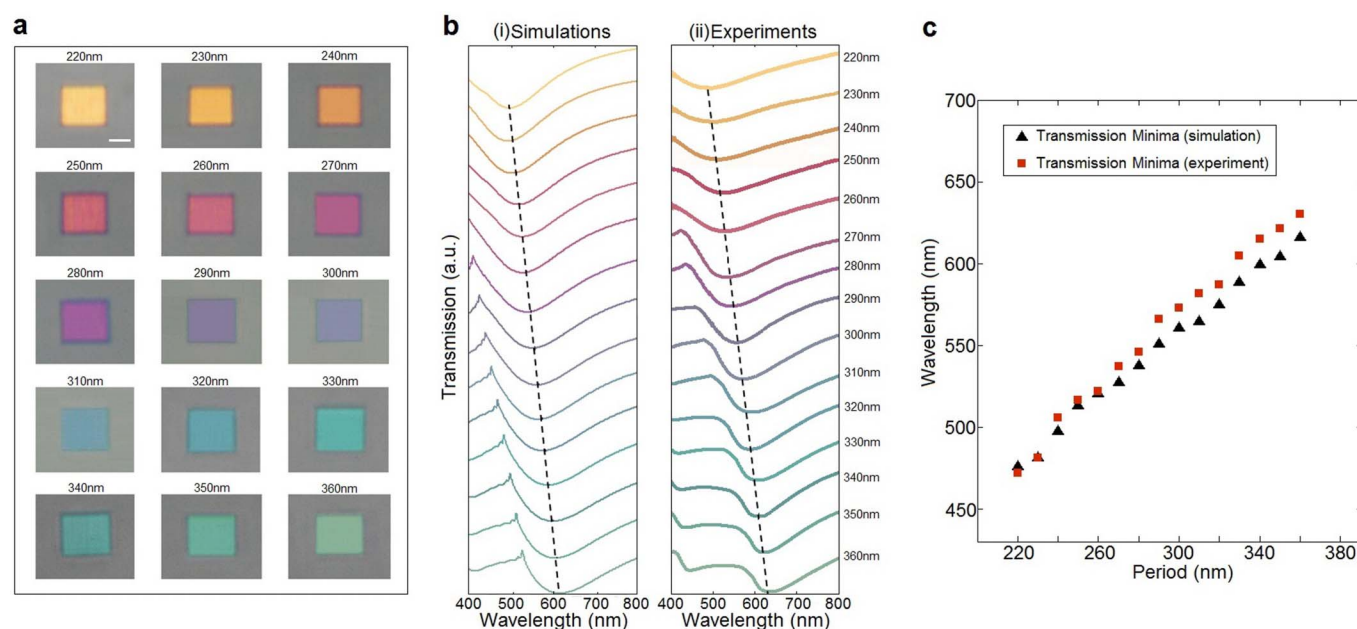 a
220nm 230nm 240nm
250nm 260nm 270nm
280nm 290nm 300nm
310nm 320nm 330nm
340nm 350nm 360nm
b
(i)Simulations (ii)Experiments
Transmission (a.u.)
220nm
230nm
240nm
250nm
260nm
270nm
280nm
290nm
300nm
310nm
320nm
330nm
340nm
350nm
360nm
400 500 600 700 800 400 500 600 700 800
Wavelength (nm) Wavelength (nm)
c
700
650
600
550
500
450
Wavelength (nm)
Transmission Minima (simulation)
Transmission Minima (experiment)
220 260 300 340 380
Period (nm)